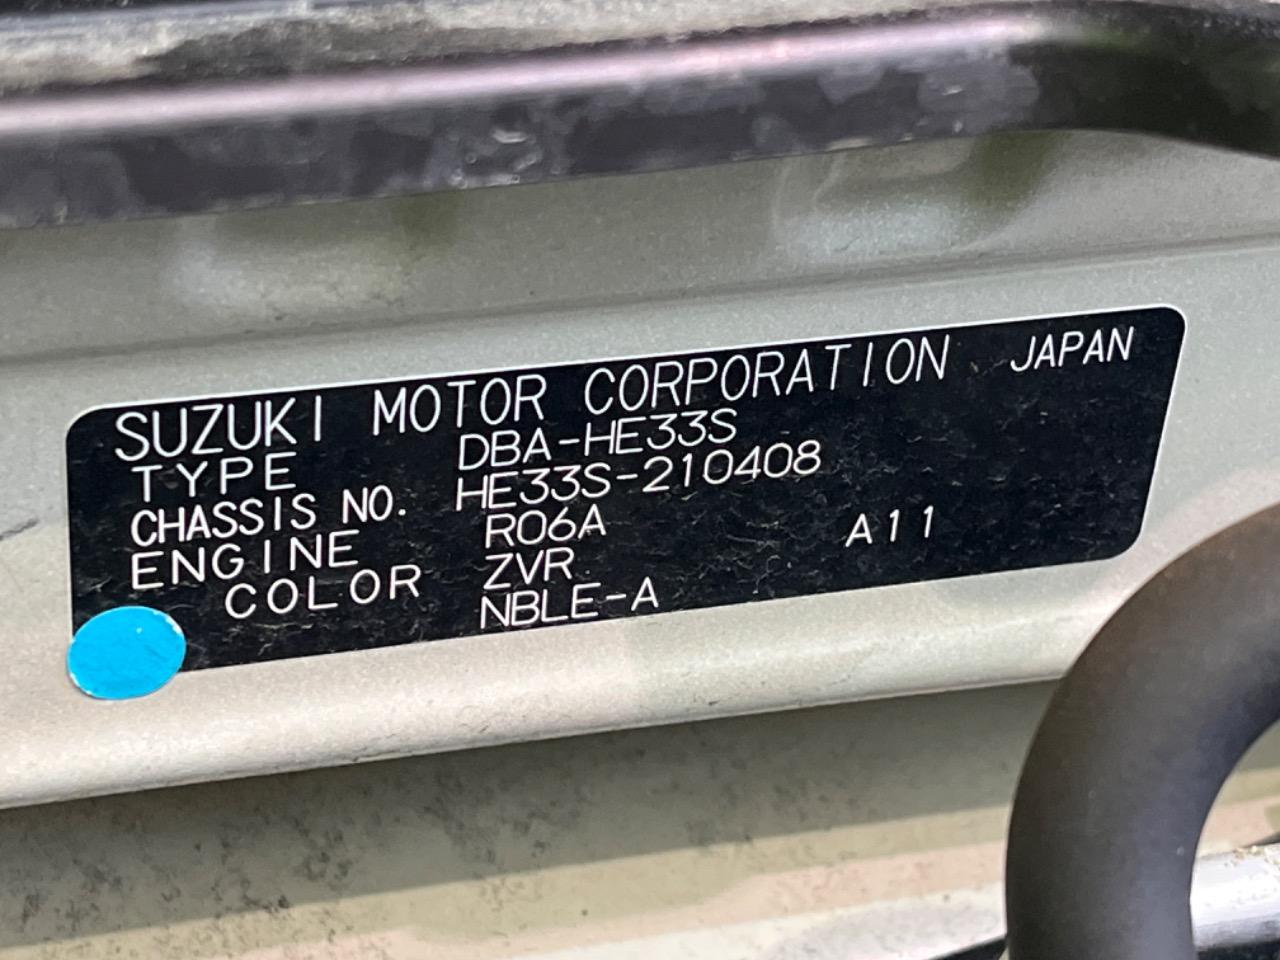 SUZUKI MOTOR CORPORATION JAPAN
TYPE DBA-HE33S
CHASSIS NO. HE33S-210408
ENGINE R06A A11
COLOR ZVR
NBLE-A